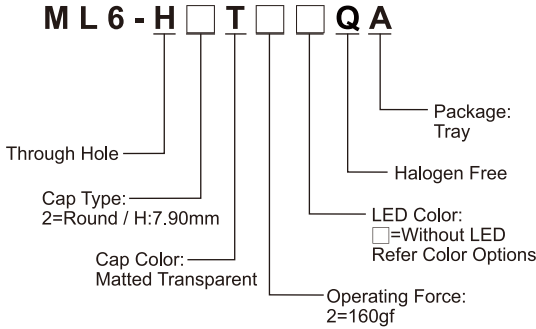 ML6-H□T□□QA
Package:
Tray
Through Hole
Halogen Free
Cap Type:
2=Round / H:7.90mm
LED Color:
□=Without LED
Refer Color Options
Cap Color:
Matted Transparent
Operating Force:
2=160gf